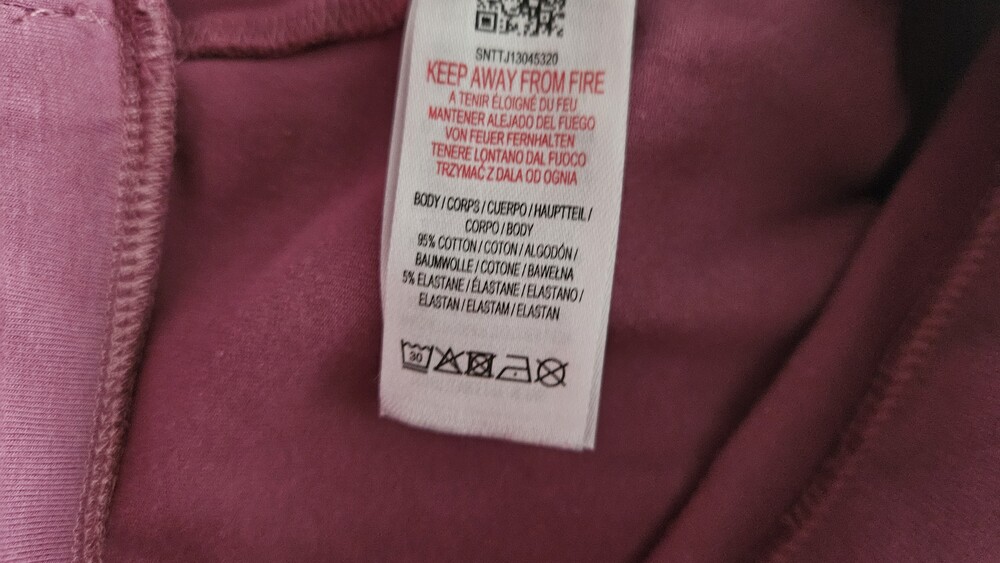 SNTTJ13045320
KEEP AWAY FROM FIRE
A TENIR ÉLOIGNÉ DU FEU
MANTENER ALEJADO DEL FUEGO
VON FEUER FERNHALTEN
TENERE LONTANO DAL FUOCO
TRZYMAĆ Z DALA OD OGNIA
BODY / CORPS / CUERPO / HAUPTTEIL /
CORPO / BODY
95% COTTON / COTON / ALGODÓN /
BAUMWOLLE / COTONE / BAWEŁNA
5% ELASTANE / ÉLASTANE / ELASTANO /
ELASTAN / ELASTAM / ELASTAN
30